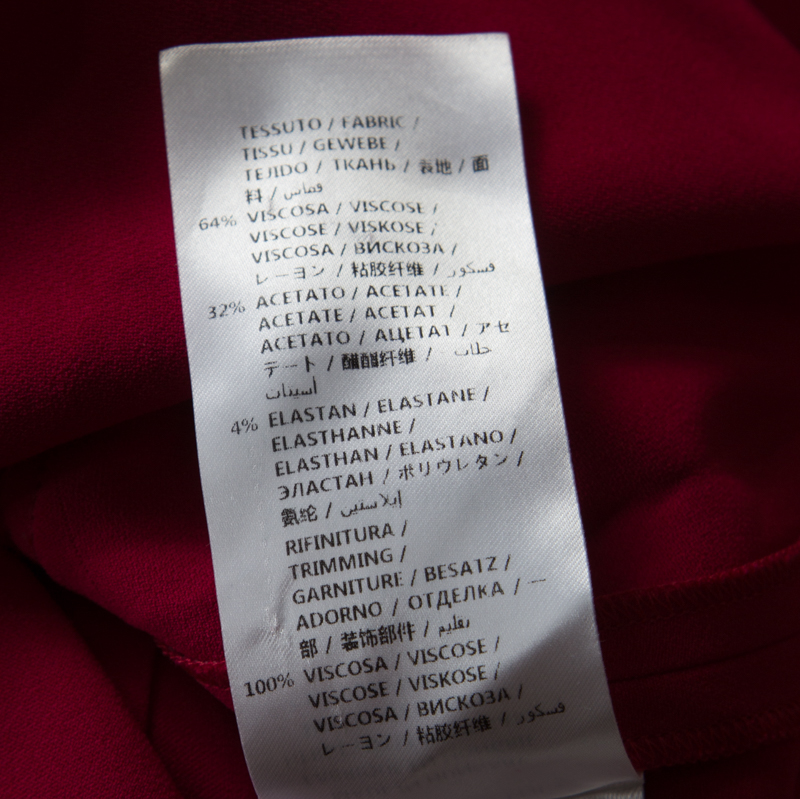 TESSUTO / FABRIC /
TISSU / GEWEBE /
TEJIDO / ТКАНЬ / 表地 / 面
料 / قماش
64% VISCOSA / VISCOSE /
VISCOSE / VISKOSE /
VISCOSA / ВИСКОЗА /
レーヨン / 粘胶纤维 / فسكوز
32% ACETATO / ACETATE /
ACETATE / ACETAT /
ACETATO / АЦЕТАТ / アセ
テート / 醋酯纤维 /
أسيتات
4% ELASTAN / ELASTANE /
ELASTHANNE /
ELASTHAN / ELASTANO /
ЭЛАСТАН / ポリウレタン /
氨纶 / إيلاستين
RIFINITURA /
TRIMMING /
GARNITURE / BESATZ /
ADORNO / ОТДЕЛКА / 一
部 / 装饰部件 / تقليم
100% VISCOSA / VISCOSE /
VISCOSE / VISKOSE /
VISCOSA / ВИСКОЗА /
レーヨン / 粘胶纤维 / فسكوز